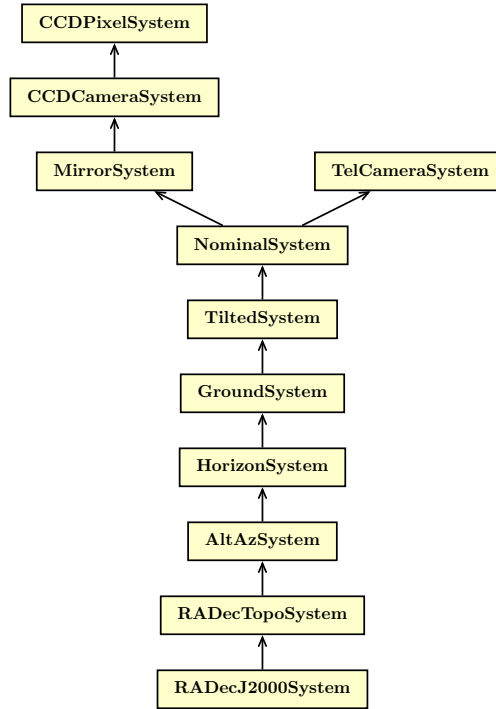 CCDPixelSystem
CCDCameraSystem
MirrorSystem
TelCameraSystem
NominalSystem
TiltedSystem
GroundSystem
HorizonSystem
AltAzSystem
RADecTopoSystem
RADecJ2000System